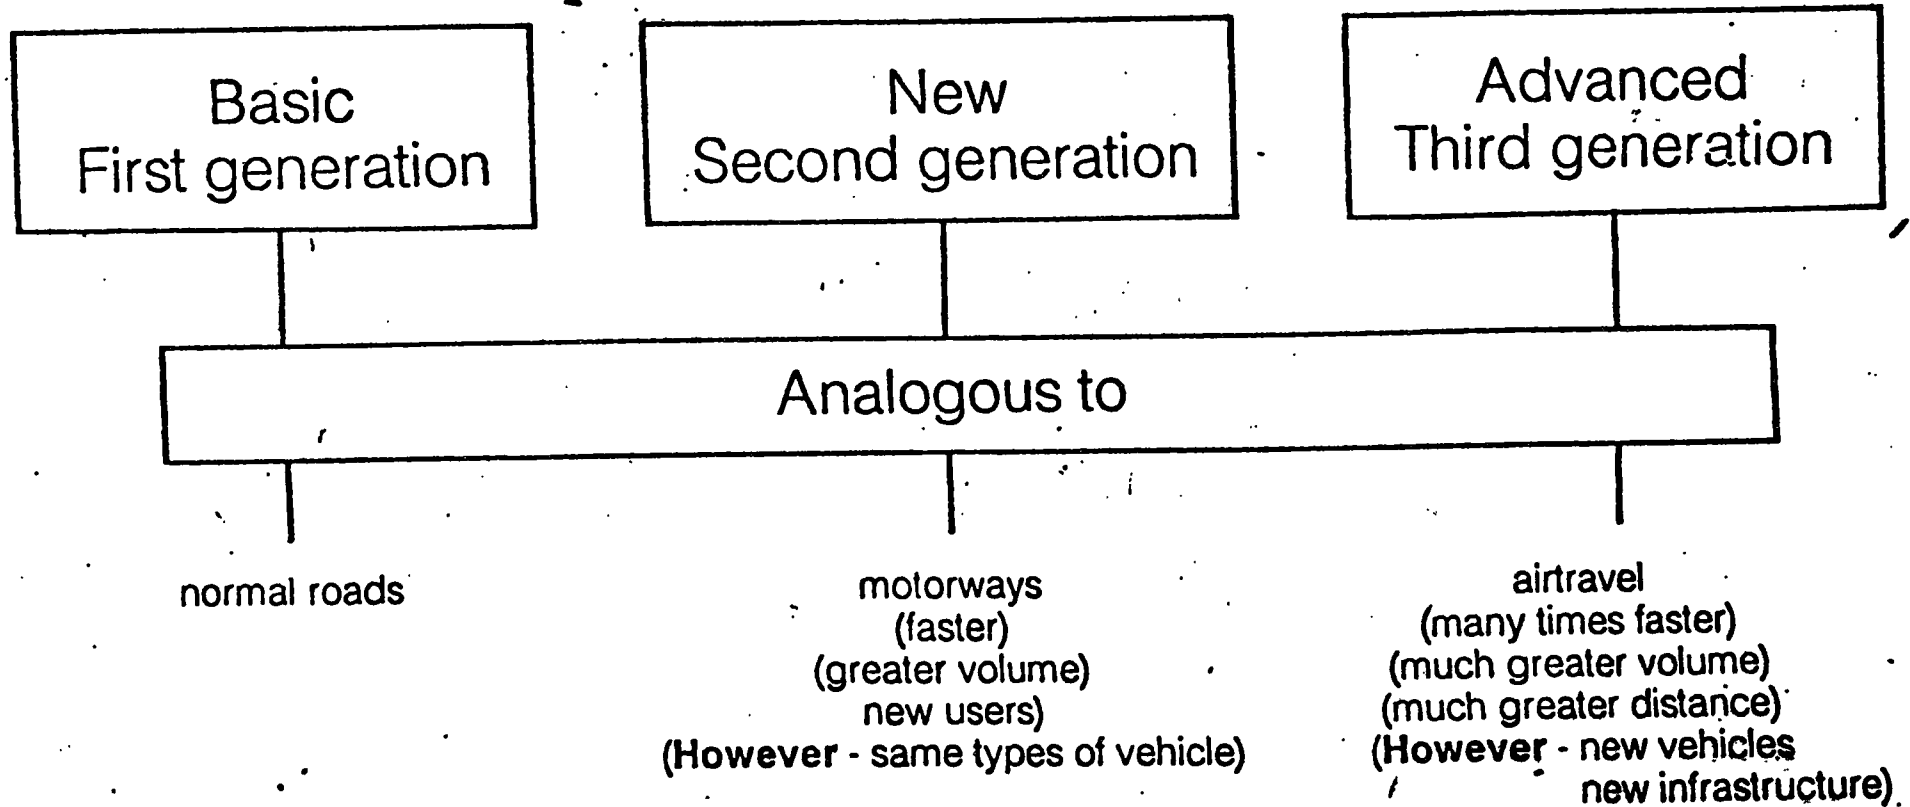 Basic
First generation
New
Second generation
Advanced
Third generation
Analogous to
normal roads
motorways
(faster)
(greater volume)
new users)
(However - same types of vehicle)
airtravel
(many times faster)
(much greater volume)
(much greater distance)
(However - new vehicles
new infrastructure)